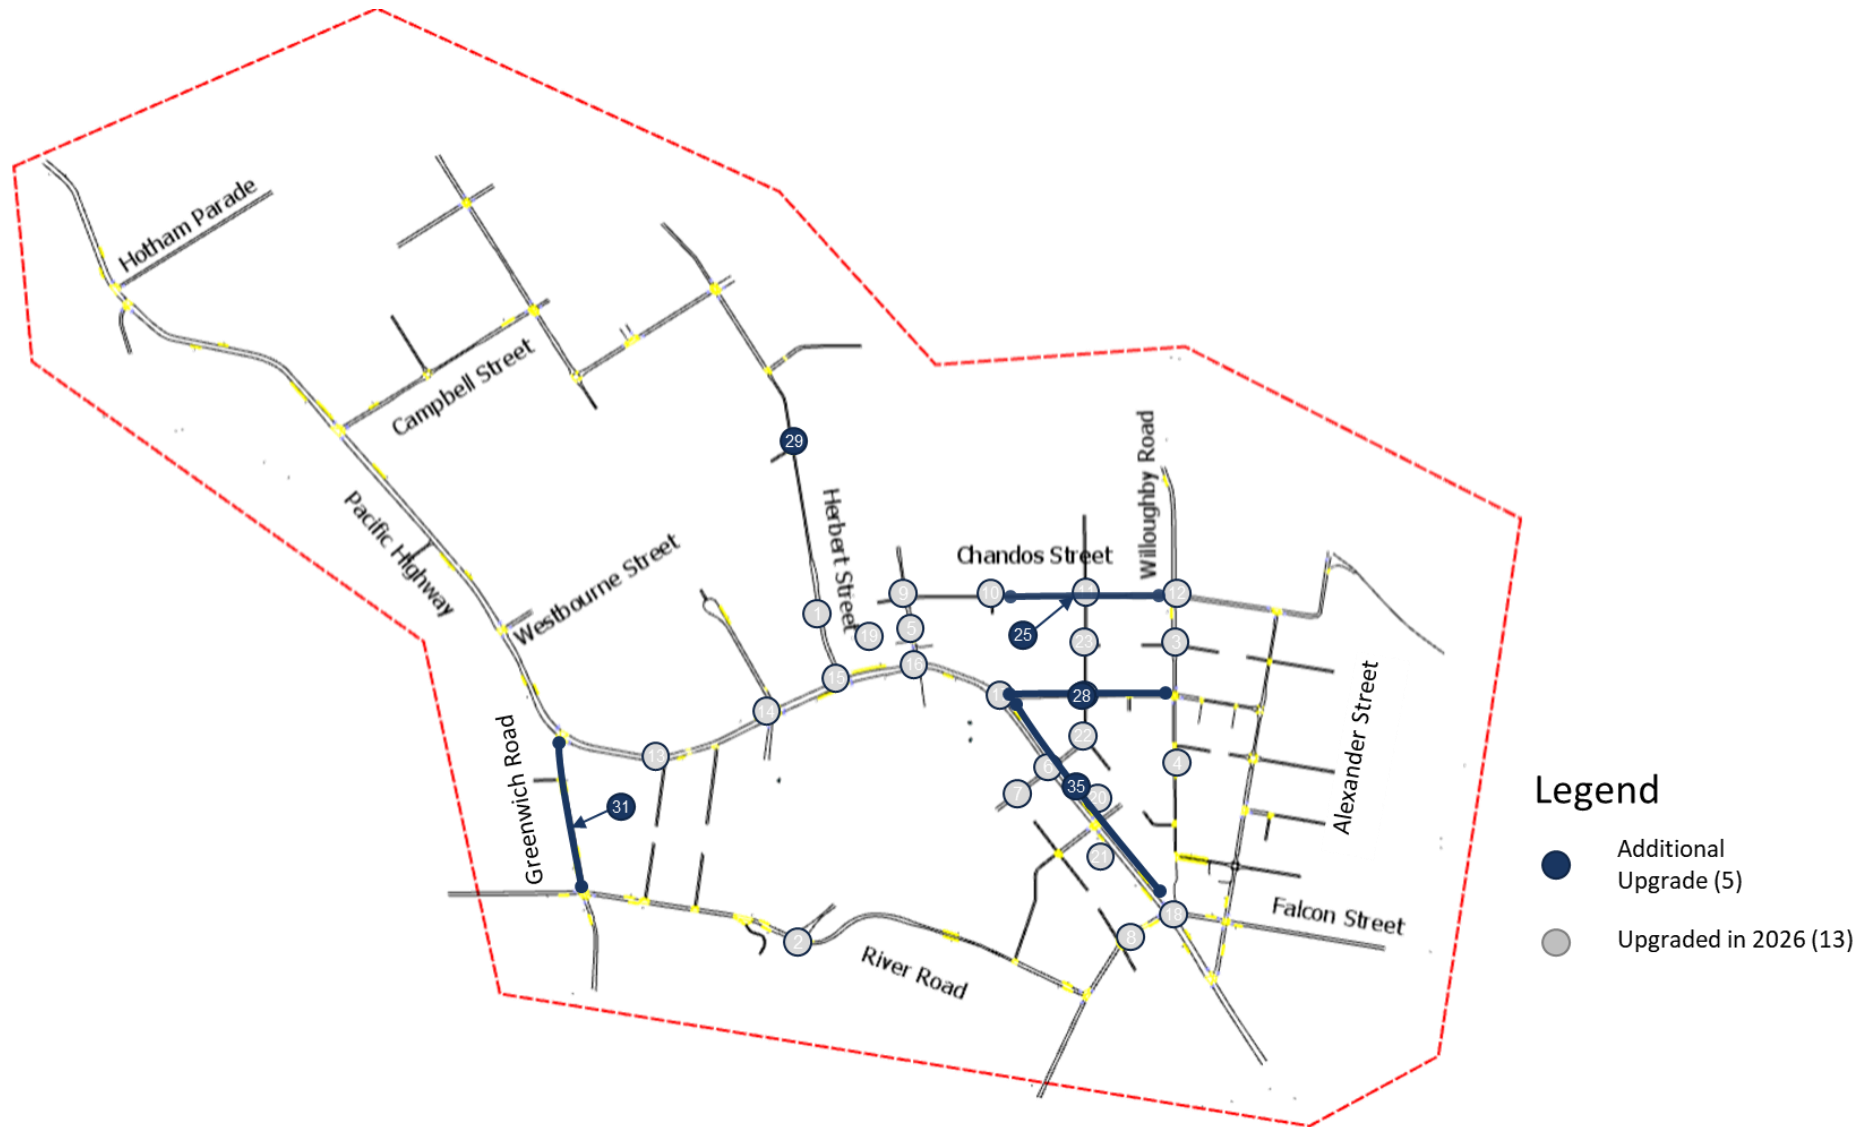 Hotham Parade
Campbell Street
Pacific Highway
Westbourne Street
29
Herbert Street
Willoughby Road
Chandos Street
9
10
11
12
1
5
19
25
23
3
16
15
28
14
22
13
6
4
7
35
20
31
21
Greenwich Road
Alexander Street
18
8
2
Falcon Street
River Road
Legend
Additional
Upgrade (5)
Upgraded in 2026 (13)